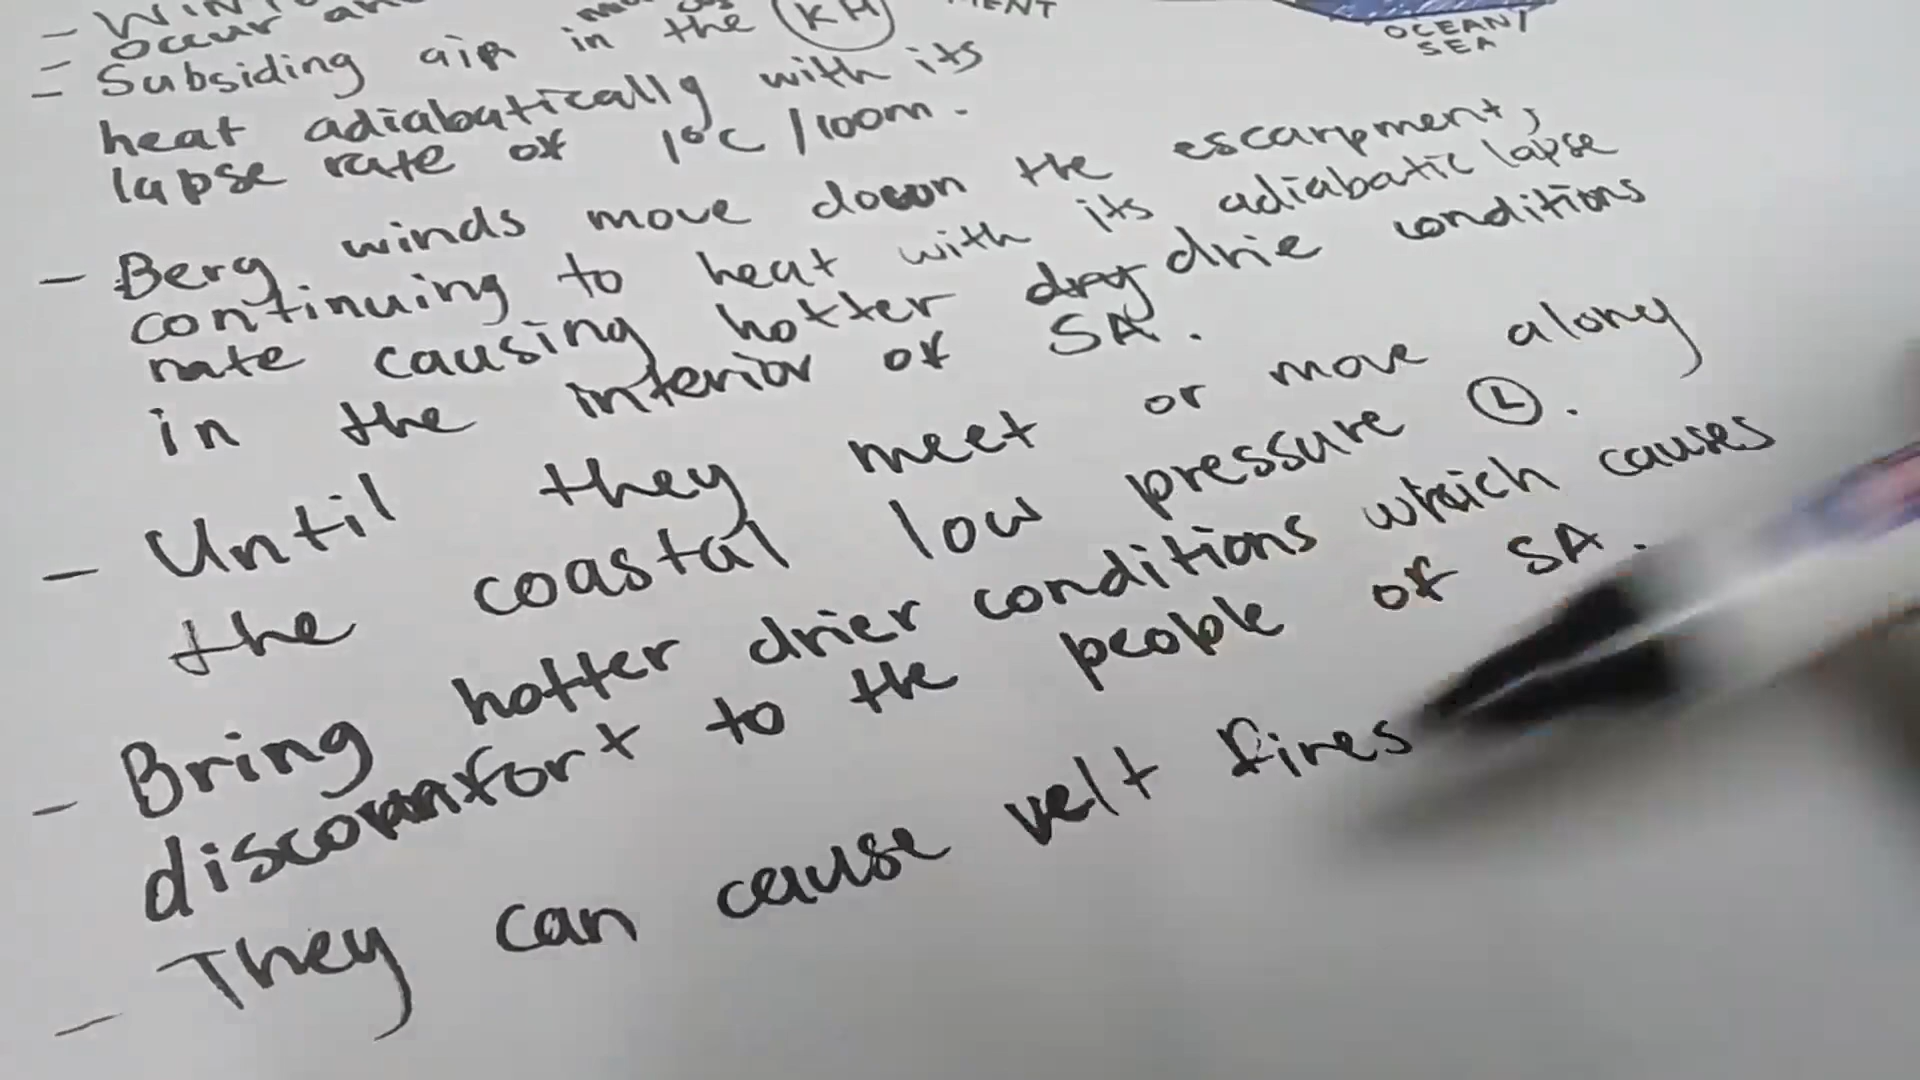 - Occur
- Subsiding air in the KH
heat adiabatically with its
lapse rate of 1°C /100m.
- Berg winds move down the escarpment,
continuing to heat with its adiabatic lapse
rate causing hotter drie conditions
in the interior of SA.
- Until they meet or move along
the coastal low pressure L.
- Bring hotter drier conditions which causes
discomfort to the people of SA.
- They can cause velt fires
OCEAN/
SEA